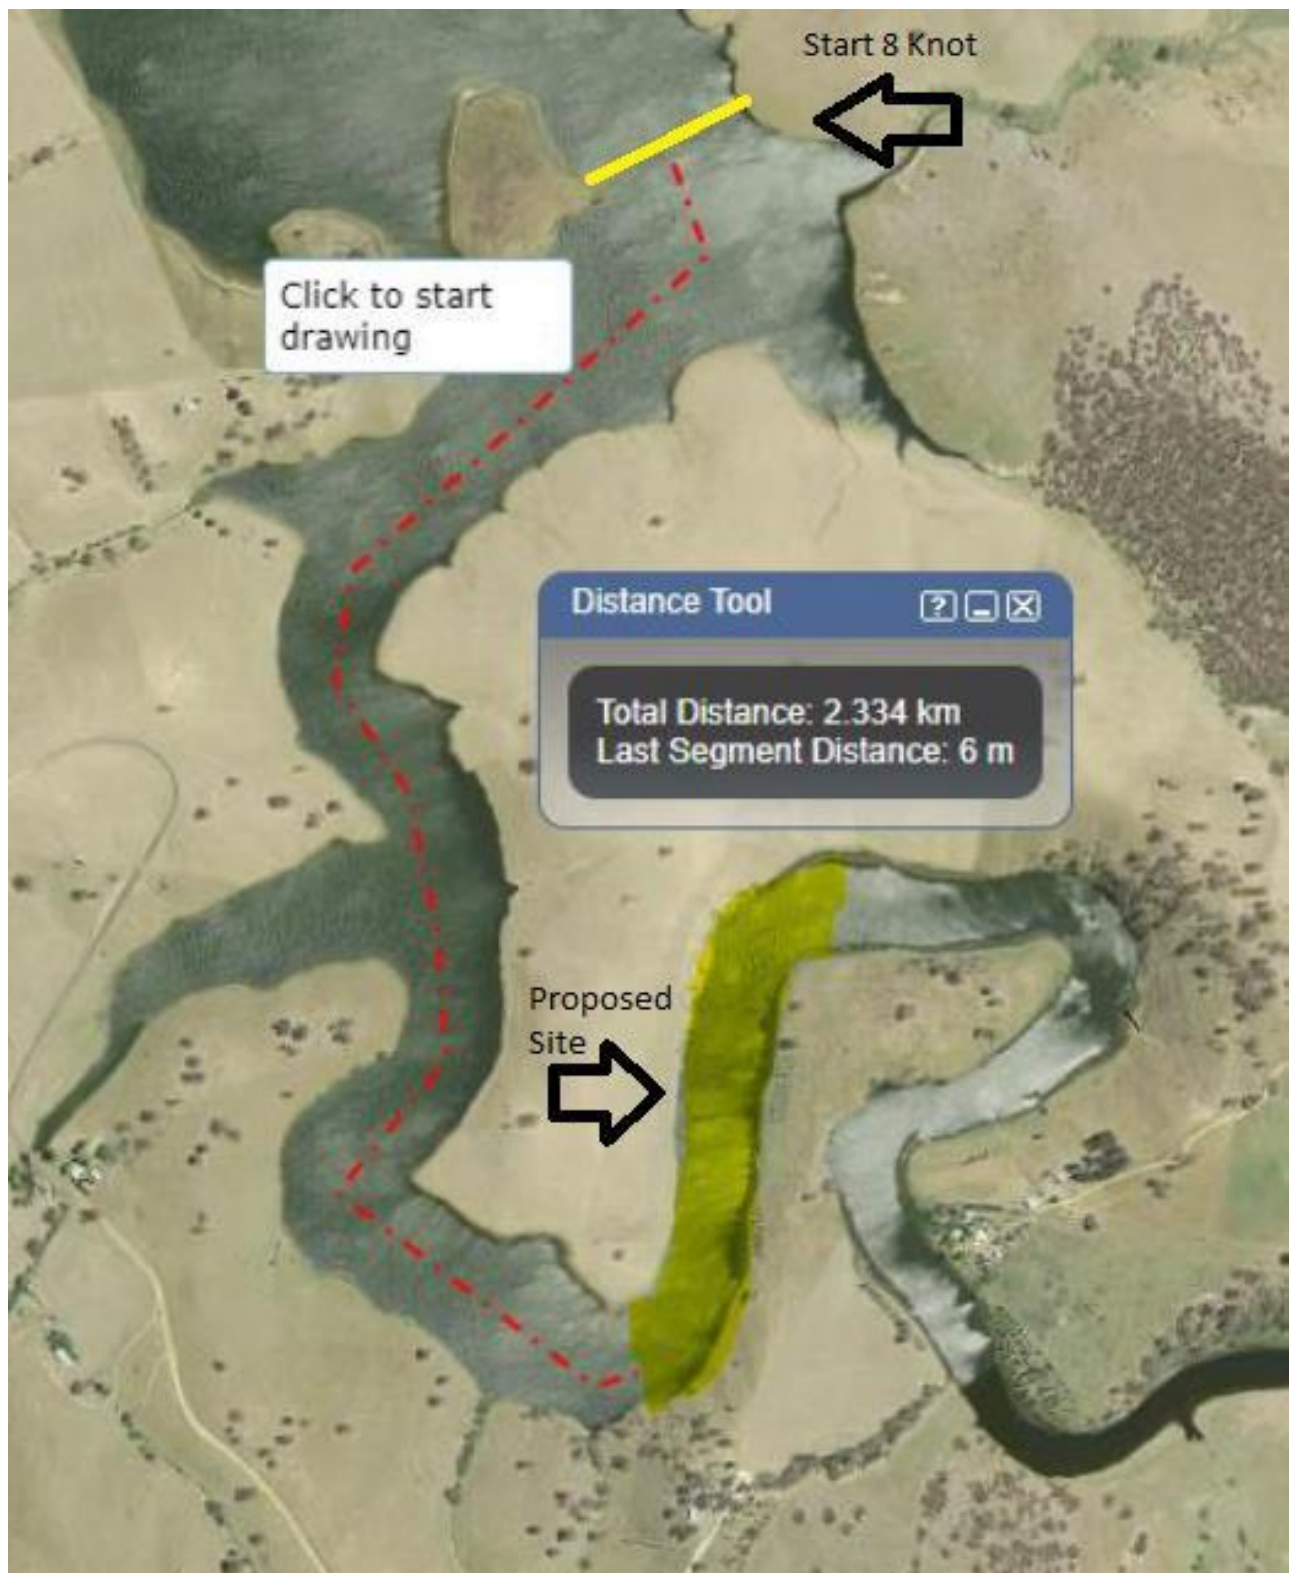 Start 8 Knot
Click to start
drawing
Distance Tool
?
Total Distance: 2.334 km
Last Segment Distance: 6 m
Proposed
Site